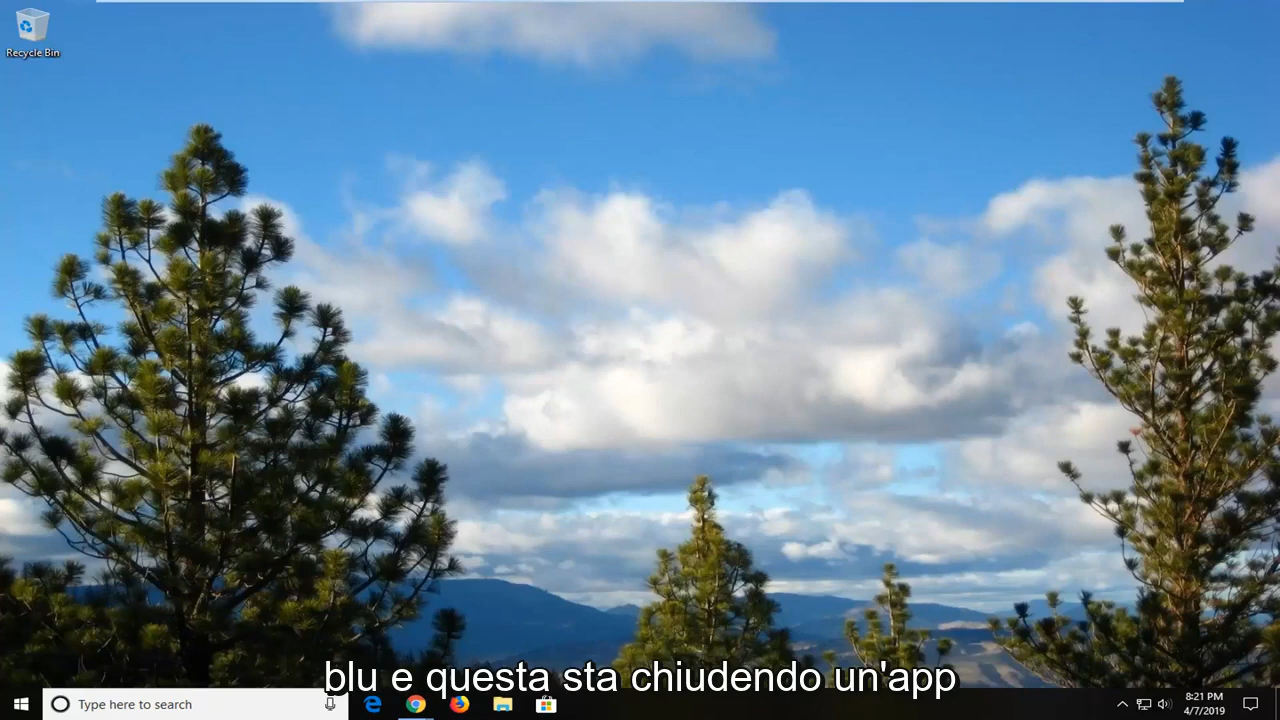 Recycle Bin
blu e questa sta chiudendo un'app
Type here to search
8:21 PM
4/7/2019